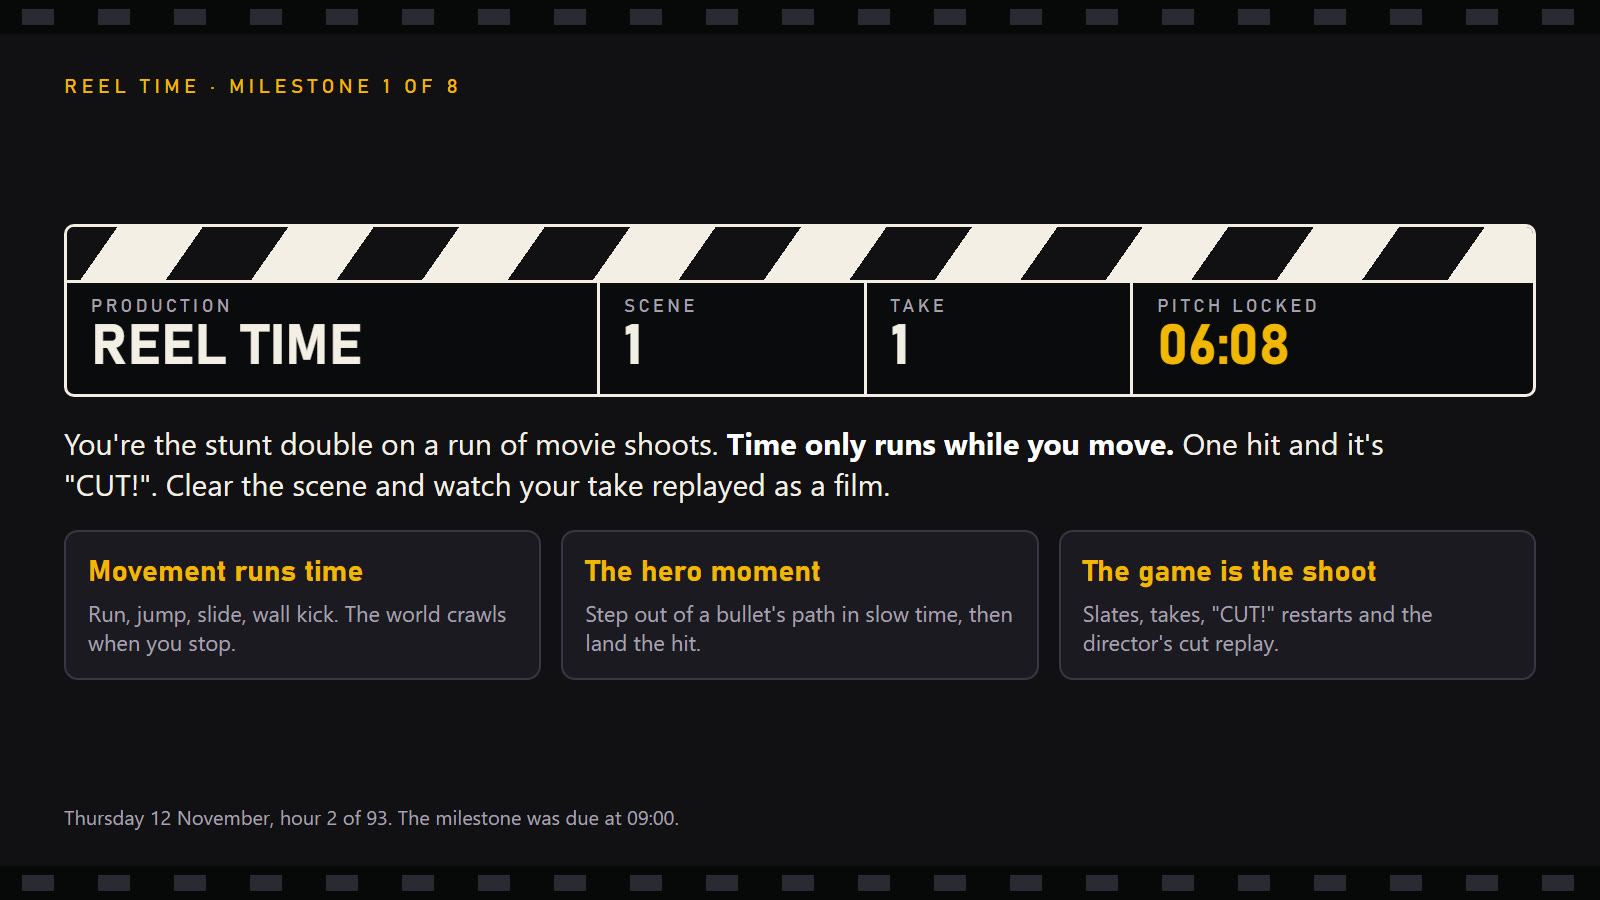 REEL TIME · MILESTONE 1 OF 8
PRODUCTION
REEL TIME
SCENE
1
TAKE
1
PITCH LOCKED
06:08
You're the stunt double on a run of movie shoots. Time only runs while you move. One hit and it's
"CUT!". Clear the scene and watch your take replayed as a film.
Movement runs time
Run, jump, slide, wall kick. The world crawls
when you stop.
The hero moment
Step out of a bullet's path in slow time, then
land the hit.
The game is the shoot
Slates, takes, "CUT!" restarts and the
director's cut replay.
Thursday 12 November, hour 2 of 93. The milestone was due at 09:00.